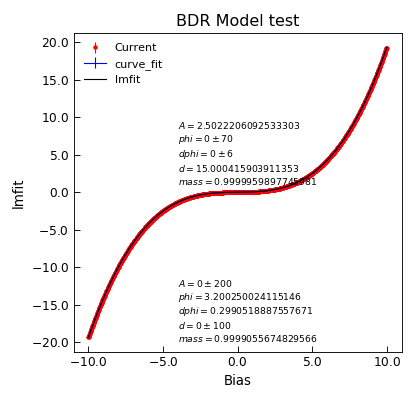 BDR Model test
20.0
15.0
10.0
5.0
0.0
−5.0
−10.0
−15.0
−20.0
lmfit
Current
curve_fit
lmfit
A = 2.5022206092533303
phi = 0 ± 70
dphi = 0 ± 6
d = 15.000415903911353
mass = 0.9999959897745981
A = 0 ± 200
phi = 3.200250024115146
dphi = 0.2990518887557671
d = 0 ± 100
mass = 0.9999055674829566
−10.0 −5.0 0.0 5.0 10.0
Bias